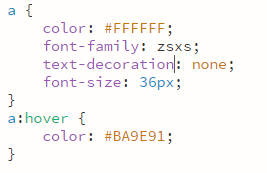 a {
color: #FFFFFF;
font-family: zsxs;
text-decoration: none;
font-size: 36px;
}
a:hover {
color: #BA9E91;
}